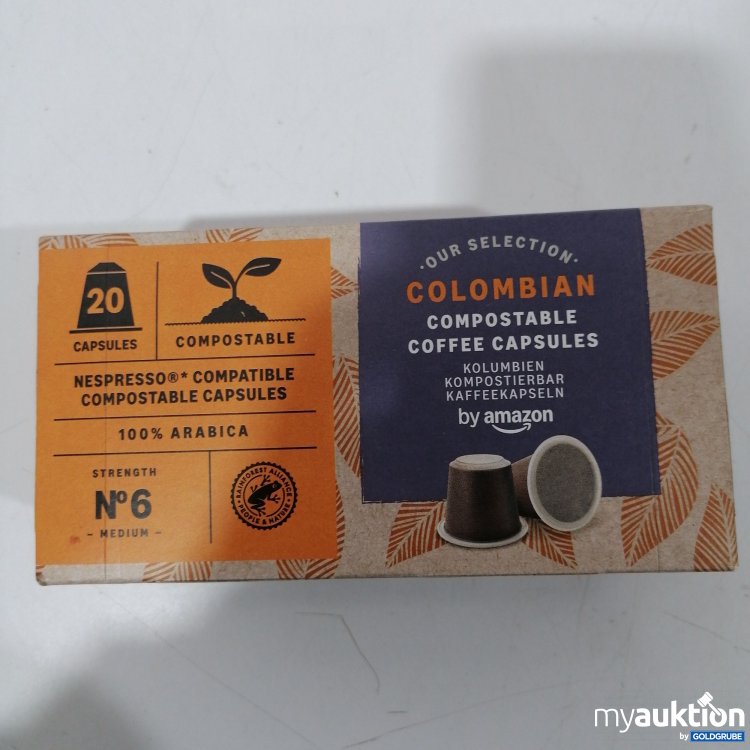 20
CAPSULES
COMPOSTABLE
NESPRESSO®* COMPATIBLE
COMPOSTABLE CAPSULES
100% ARABICA
STRENGTH
Nº6
- MEDIUM -
RAINFOREST ALLIANCE
PEOPLE & NATURE
·OUR SELECTION·
COLOMBIAN
COMPOSTABLE
COFFEE CAPSULES
KOLUMBIEN
KOMPOSTIERBAR
KAFFEEKAPSELN
by amazon
myauktion
by GOLDGRUBE